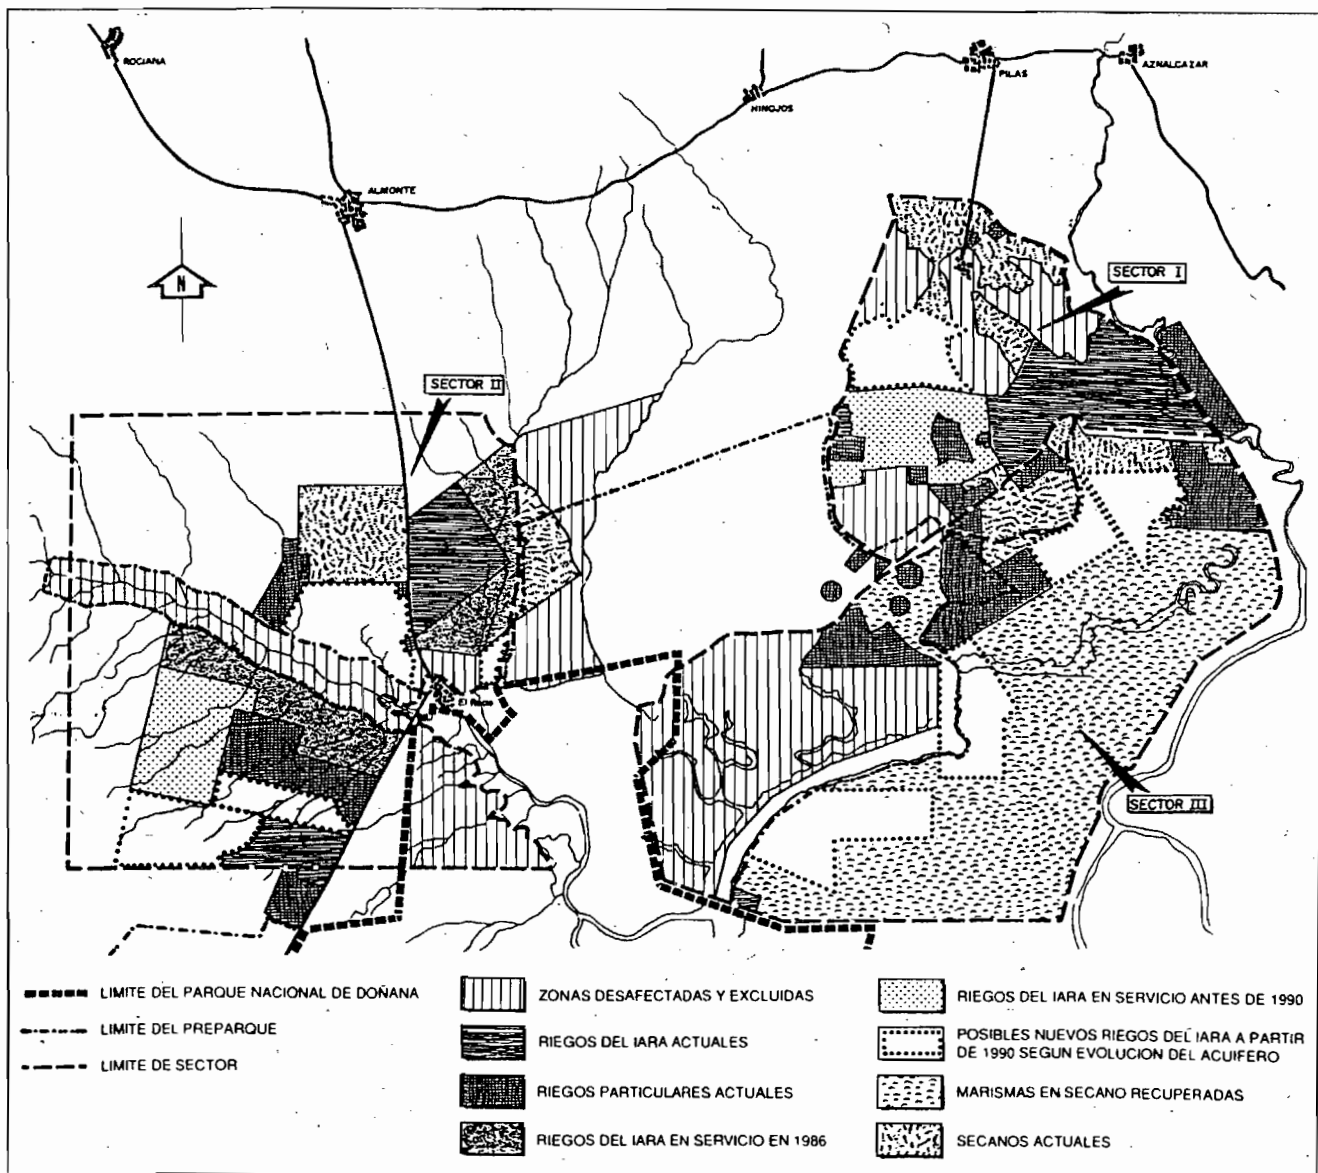 ROCIANA
ALMONTE
HINOJOS
PILAS
AZNALCAZAR
N
SECTOR I
SECTOR II
El Rocio
SECTOR III
LIMITE DEL PARQUE NACIONAL DE DOÑANA
LIMITE DEL PREPARQUE
LIMITE DE SECTOR
ZONAS DESAFECTADAS Y EXCLUIDAS
RIEGOS DEL IARA ACTUALES
RIEGOS PARTICULARES ACTUALES
RIEGOS DEL IARA EN SERVICIO EN 1986
RIEGOS DEL IARA EN SERVICIO ANTES DE 1990
POSIBLES NUEVOS RIEGOS DEL IARA A PARTIR
DE 1990 SEGUN EVOLUCION DEL ACUIFERO
MARISMAS EN SECANO RECUPERADAS
SECANOS ACTUALES